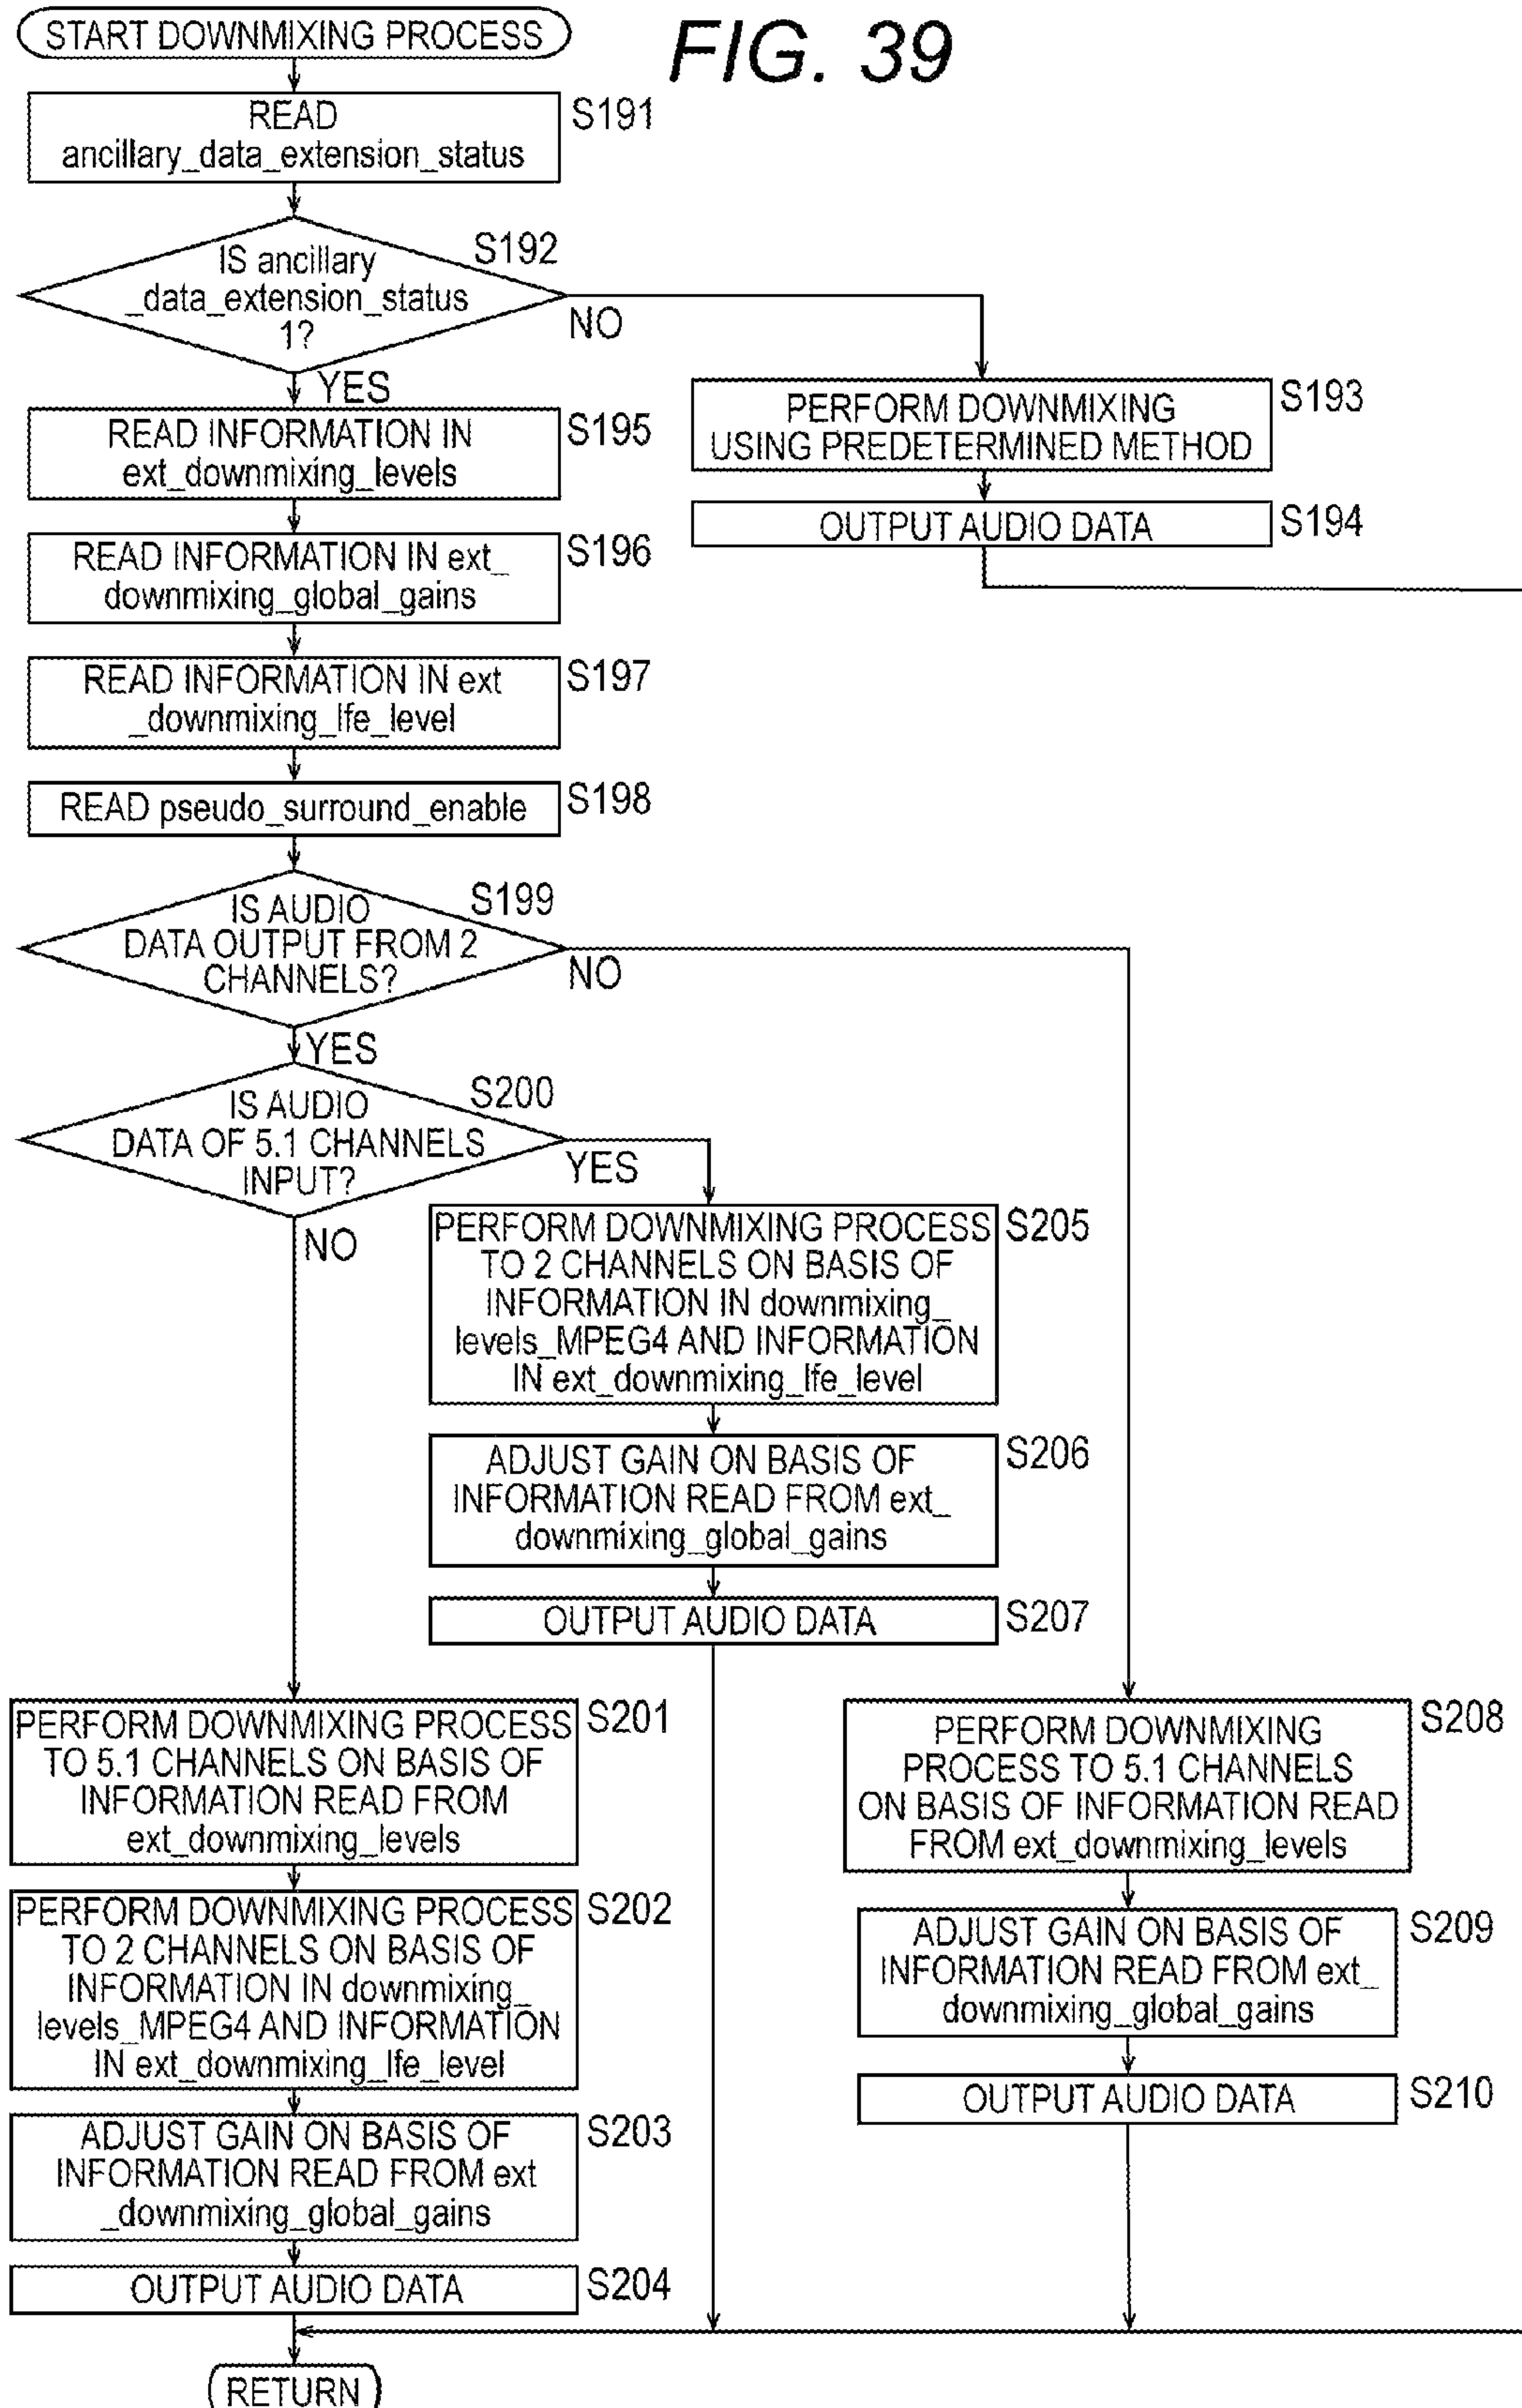 FIG. 39
START DOWNMIXING PROCESS
READ
ancillary_data_extension_status
S191
IS ancillary
_data_extension_status
1?
S192
NO
YES
PERFORM DOWNMIXING
USING PREDETERMINED METHOD
S193
OUTPUT AUDIO DATA
S194
READ INFORMATION IN
ext_downmixing_levels
S195
READ INFORMATION IN ext_
downmixing_global_gains
S196
READ INFORMATION IN ext
_downmixing_lfe_level
S197
READ pseudo_surround_enable
S198
IS AUDIO
DATA OUTPUT FROM 2
CHANNELS?
S199
NO
YES
IS AUDIO
DATA OF 5.1 CHANNELS
INPUT?
S200
YES
NO
PERFORM DOWNMIXING PROCESS
TO 2 CHANNELS ON BASIS OF
INFORMATION IN downmixing_
levels_MPEG4 AND INFORMATION
IN ext_downmixing_lfe_level
S205
ADJUST GAIN ON BASIS OF
INFORMATION READ FROM ext_
downmixing_global_gains
S206
OUTPUT AUDIO DATA
S207
PERFORM DOWNMIXING PROCESS
TO 5.1 CHANNELS ON BASIS OF
INFORMATION READ FROM
ext_downmixing_levels
S201
PERFORM DOWNMIXING PROCESS
TO 2 CHANNELS ON BASIS OF
INFORMATION IN downmixing_
levels_MPEG4 AND INFORMATION
IN ext_downmixing_lfe_level
S202
ADJUST GAIN ON BASIS OF
INFORMATION READ FROM ext
_downmixing_global_gains
S203
OUTPUT AUDIO DATA
S204
PERFORM DOWNMIXING
PROCESS TO 5.1 CHANNELS
ON BASIS OF INFORMATION READ
FROM ext_downmixing_levels
S208
ADJUST GAIN ON BASIS OF
INFORMATION READ FROM ext_
downmixing_global_gains
S209
OUTPUT AUDIO DATA
S210
RETURN